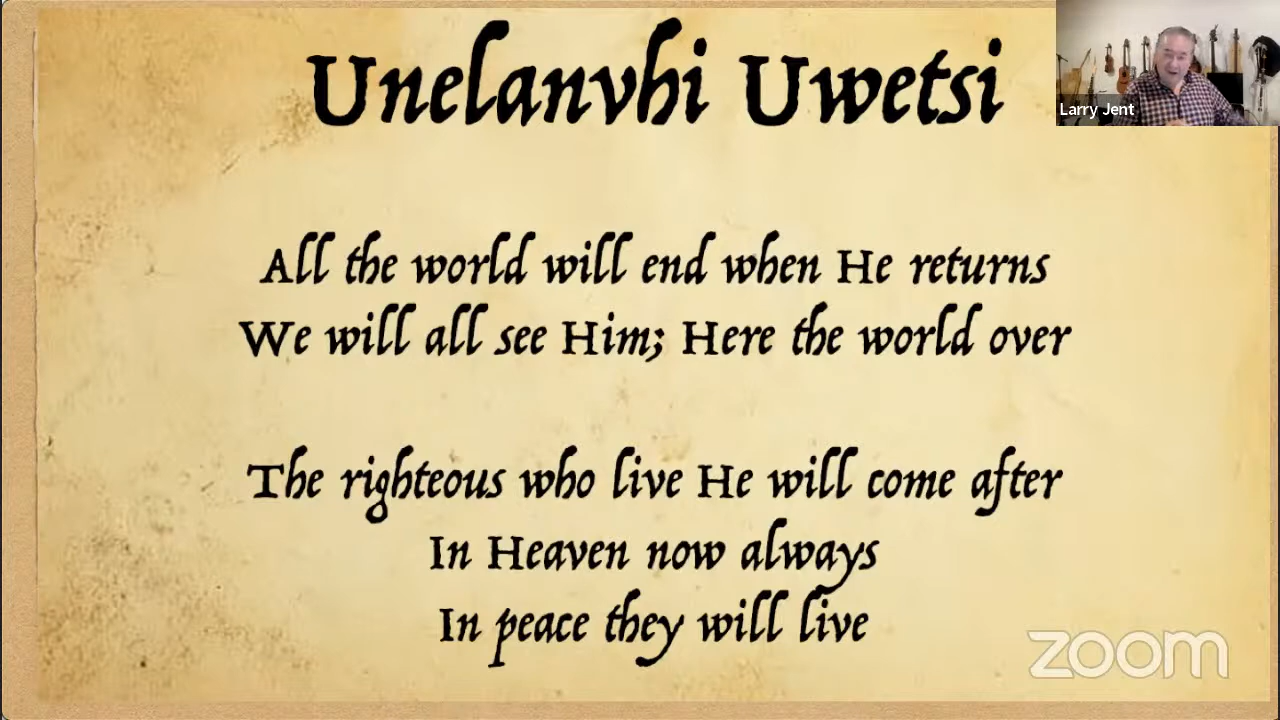 Unelanvhi Uwetsi
Larry Jent
All the world will end when He returns
We will all see Him; Here the world over
The righteous who live He will come after
In Heaven now always
In peace they will live
zoom